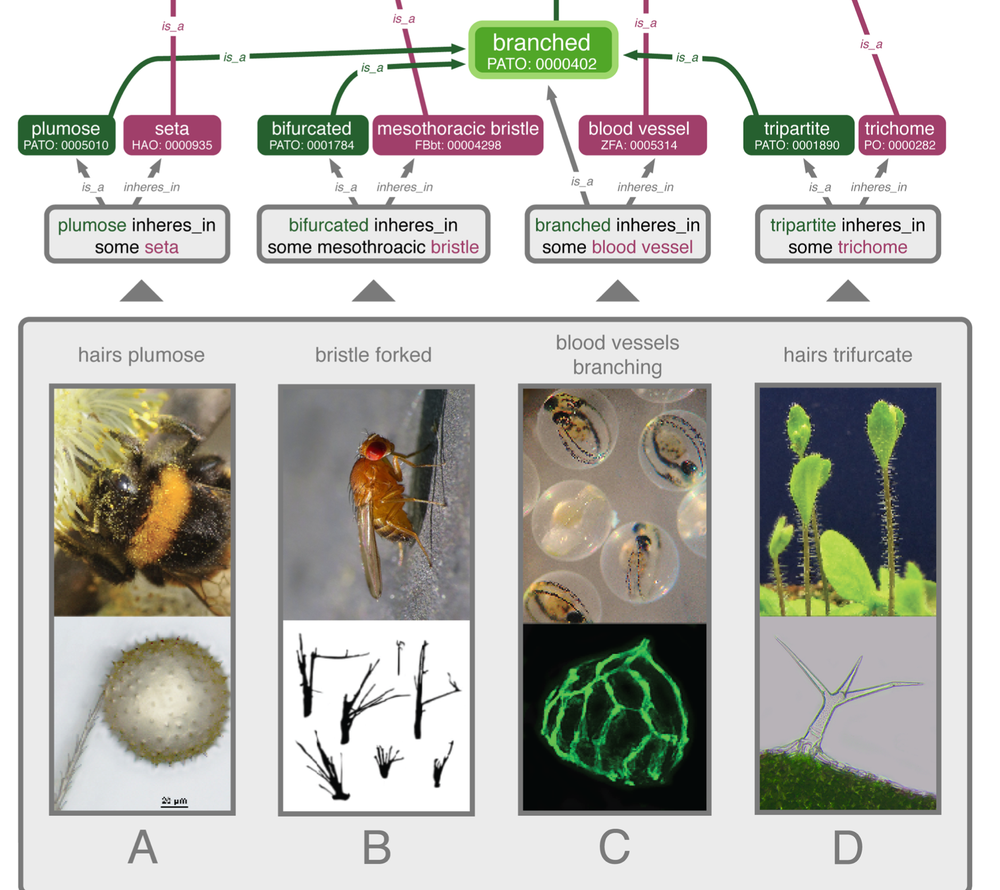 is_a
is_a
is_a
is_a
is_a
is_a
is_a
branched
PATO: 0000402
plumose
PATO: 0005010
seta
HAO: 0000935
bifurcated
PATO: 0001784
mesothoracic bristle
FBbt: 00004298
blood vessel
ZFA: 0005314
tripartite
PATO: 0001890
trichome
PO: 0000282
is_a
inheres_in
is_a
inheres_in
is_a
inheres_in
is_a
inheres_in
plumose inheres_in
some seta
bifurcated inheres_in
some mesothroacic bristle
branched inheres_in
some blood vessel
tripartite inheres_in
some trichome
hairs plumose
bristle forked
blood vessels
branching
hairs trifurcate
20 µm
A
B
C
D